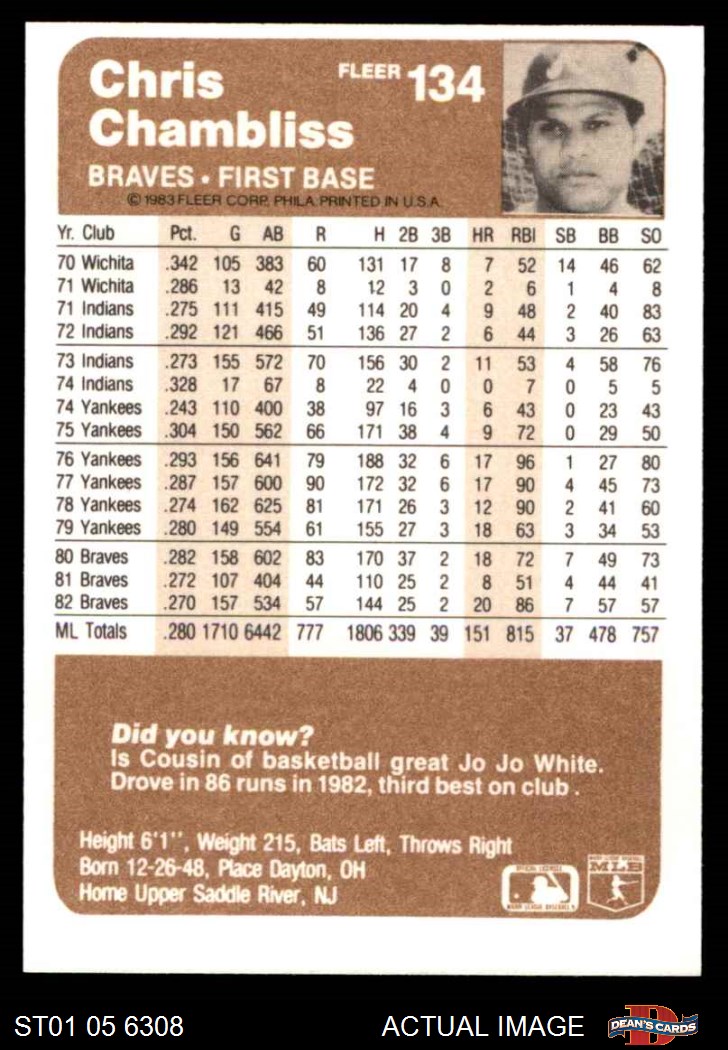 Chris
Chambliss
FLEER 134
BRAVES • FIRST BASE
© 1983 FLEER CORP. PHILA. PRINTED IN U.S.A.
Yr. Club Pct. G AB R H 2B 3B HR RBI SB BB SO
70 Wichita .342 105 383 60 131 17 8 7 52 14 46 62
71 Wichita .286 13 42 8 12 3 0 2 6 1 4 8
71 Indians .275 111 415 49 114 20 4 9 48 2 40 83
72 Indians .292 121 466 51 136 27 2 6 44 3 26 63
73 Indians .273 155 572 70 156 30 2 11 53 4 58 76
74 Indians .328 17 67 8 22 4 0 0 7 0 5 5
74 Yankees .243 110 400 38 97 16 3 6 43 0 23 43
75 Yankees .304 150 562 66 171 38 4 9 72 0 29 50
76 Yankees .293 156 641 79 188 32 6 17 96 1 27 80
77 Yankees .287 157 600 90 172 32 6 17 90 4 45 73
78 Yankees .274 162 625 81 171 26 3 12 90 2 41 60
79 Yankees .280 149 554 61 155 27 3 18 63 3 34 53
80 Braves .282 158 602 83 170 37 2 18 72 7 49 73
81 Braves .272 107 404 44 110 25 2 8 51 4 44 41
82 Braves .270 157 534 57 144 25 2 20 86 7 57 57
ML Totals .280 1710 6442 777 1806 339 39 151 815 37 478 757
Did you know?
Is Cousin of basketball great Jo Jo White.
Drove in 86 runs in 1982, third best on club .
Height 6'1", Weight 215, Bats Left, Throws Right
Born 12-26-48, Place Dayton, OH
Home Upper Saddle River, NJ
MLB
ST01 05 6308
ACTUAL IMAGE
D
DEAN'S CARDS